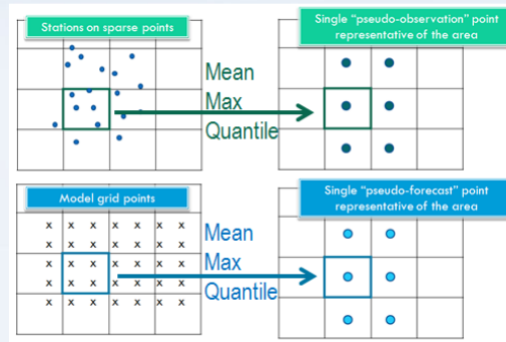 Stations on sparse points
Single “pseudo-observation” point
representative of the area
Mean
Max
Quantile
Model grid points
Single “pseudo-forecast” point
representative of the area
x x x x x x x
x x x x x x x
Mean
x x x x x x x
Max
x x x x x x x
Quantile
x x x x x x x